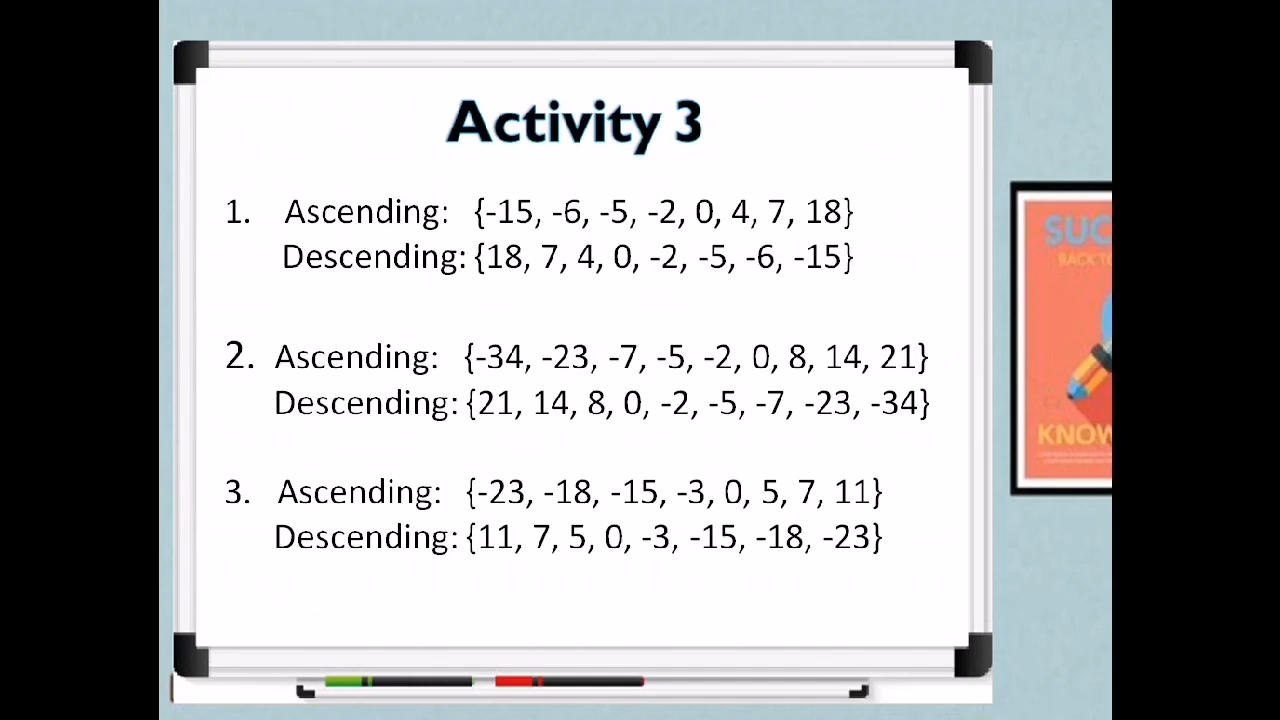 Activity 3
1. Ascending: {-15, -6, -5, -2, 0, 4, 7, 18}
Descending: {18, 7, 4, 0, -2, -5, -6, -15}
2. Ascending: {-34, -23, -7, -5, -2, 0, 8, 14, 21}
Descending: {21, 14, 8, 0, -2, -5, -7, -23, -34}
3. Ascending: {-23, -18, -15, -3, 0, 5, 7, 11}
Descending: {11, 7, 5, 0, -3, -15, -18, -23}
SUC
BACK TO
KNOW